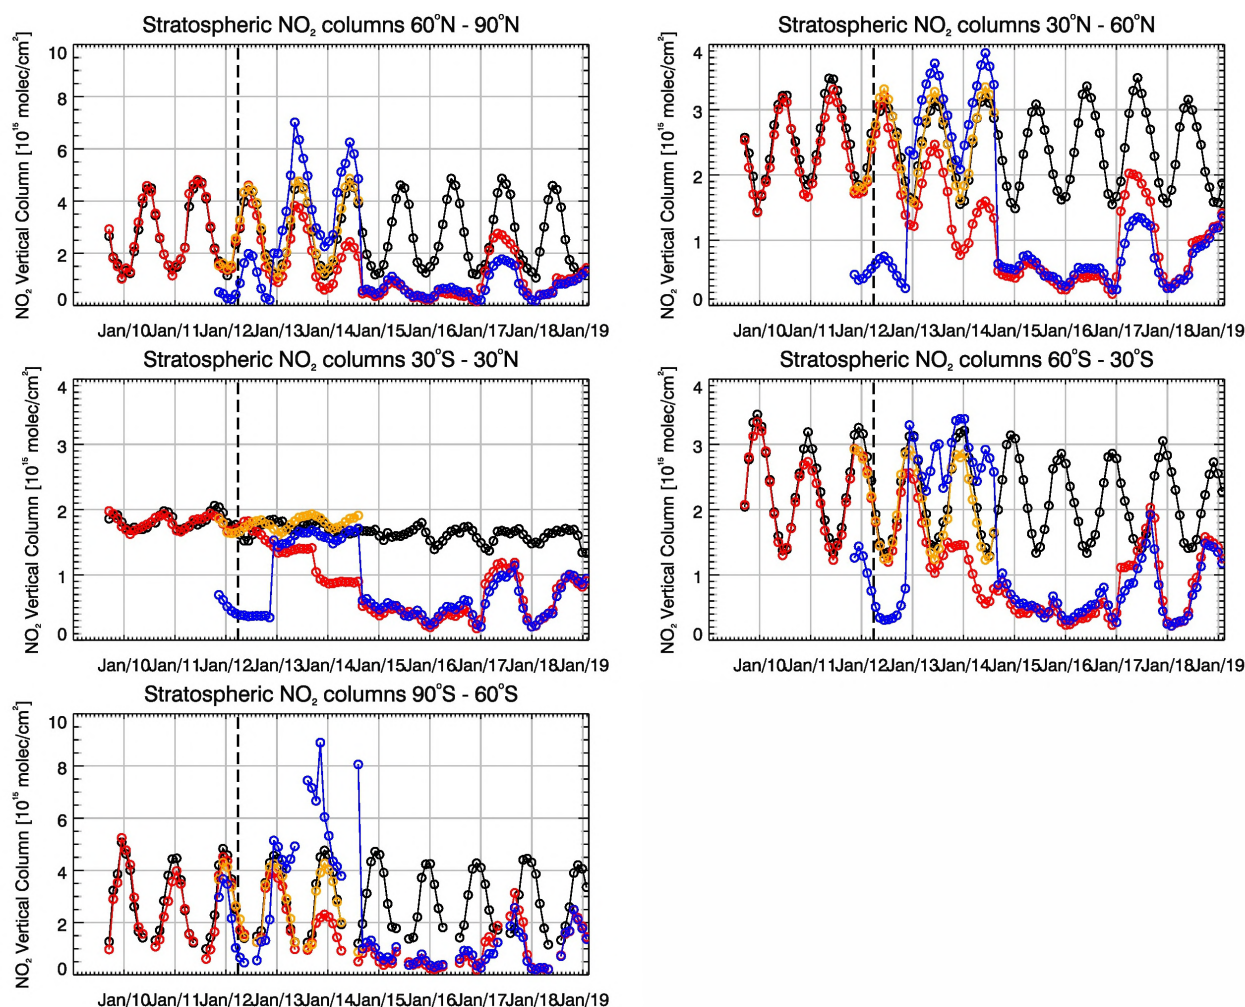 Stratospheric NO₂ columns 60°N - 90°N
NO₂ Vertical Column [10¹⁵ molec/cm²]
10
8
6
4
2
0
Jan/10Jan/11Jan/12Jan/13Jan/14Jan/15Jan/16Jan/17Jan/18Jan/19
Stratospheric NO₂ columns 30°N - 60°N
NO₂ Vertical Column [10¹⁵ molec/cm²]
4
3
2
1
0
Jan/10Jan/11Jan/12Jan/13Jan/14Jan/15Jan/16Jan/17Jan/18Jan/19
Stratospheric NO₂ columns 30°S - 30°N
NO₂ Vertical Column [10¹⁵ molec/cm²]
4
3
2
1
0
Jan/10Jan/11Jan/12Jan/13Jan/14Jan/15Jan/16Jan/17Jan/18Jan/19
Stratospheric NO₂ columns 60°S - 30°S
NO₂ Vertical Column [10¹⁵ molec/cm²]
4
3
2
1
0
Jan/10Jan/11Jan/12Jan/13Jan/14Jan/15Jan/16Jan/17Jan/18Jan/19
Stratospheric NO₂ columns 90°S - 60°S
NO₂ Vertical Column [10¹⁵ molec/cm²]
10
8
6
4
2
0
Jan/10Jan/11Jan/12Jan/13Jan/14Jan/15Jan/16Jan/17Jan/18Jan/19